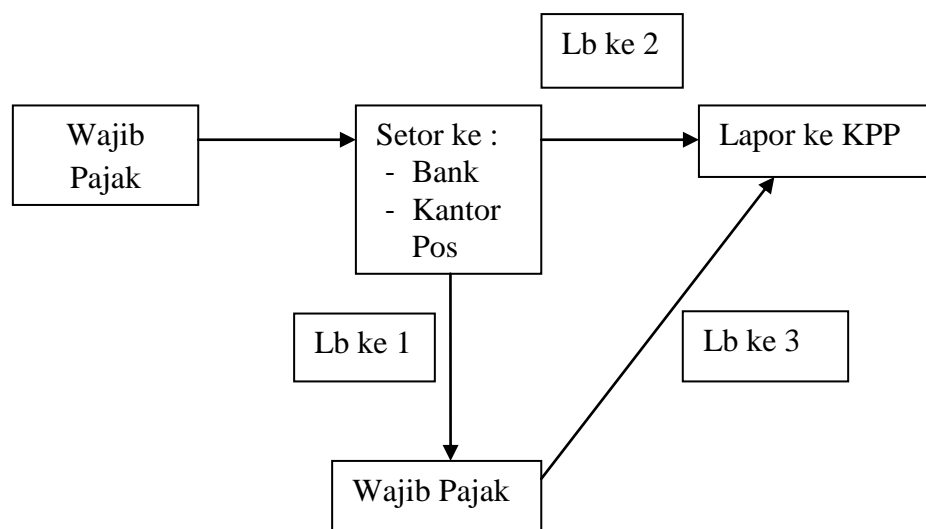 Lb ke 2
Wajib
Pajak
Setor ke :
- Bank
- Kantor
Pos
Lapor ke KPP
Lb ke 1
Lb ke 3
Wajib Pajak